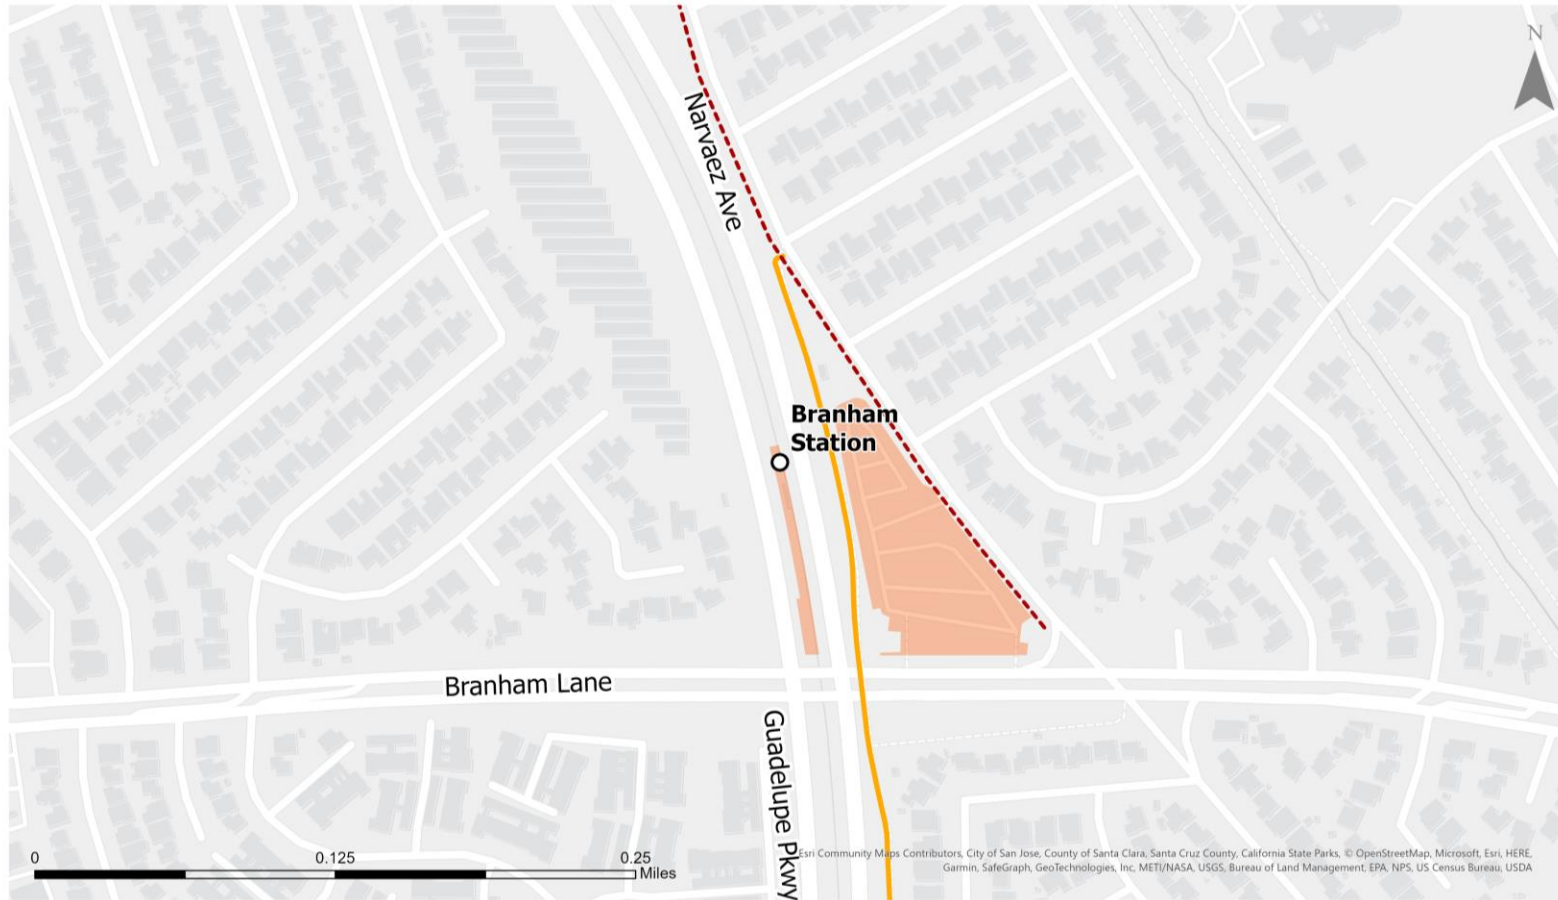 N
Narvaez Ave
Branham
Station
Branham Lane
Guadelupe Pkwy
0 0.125 0.25
Miles
Esri Community Maps Contributors, City of San Jose, County of Santa Clara, Santa Cruz County, California State Parks, © OpenStreetMap, Microsoft, Esri, HERE,
Garmin, SafeGraph, GeoTechnologies, Inc, METI/NASA, USGS, Bureau of Land Management, EPA, NPS, US Census Bureau, USDA